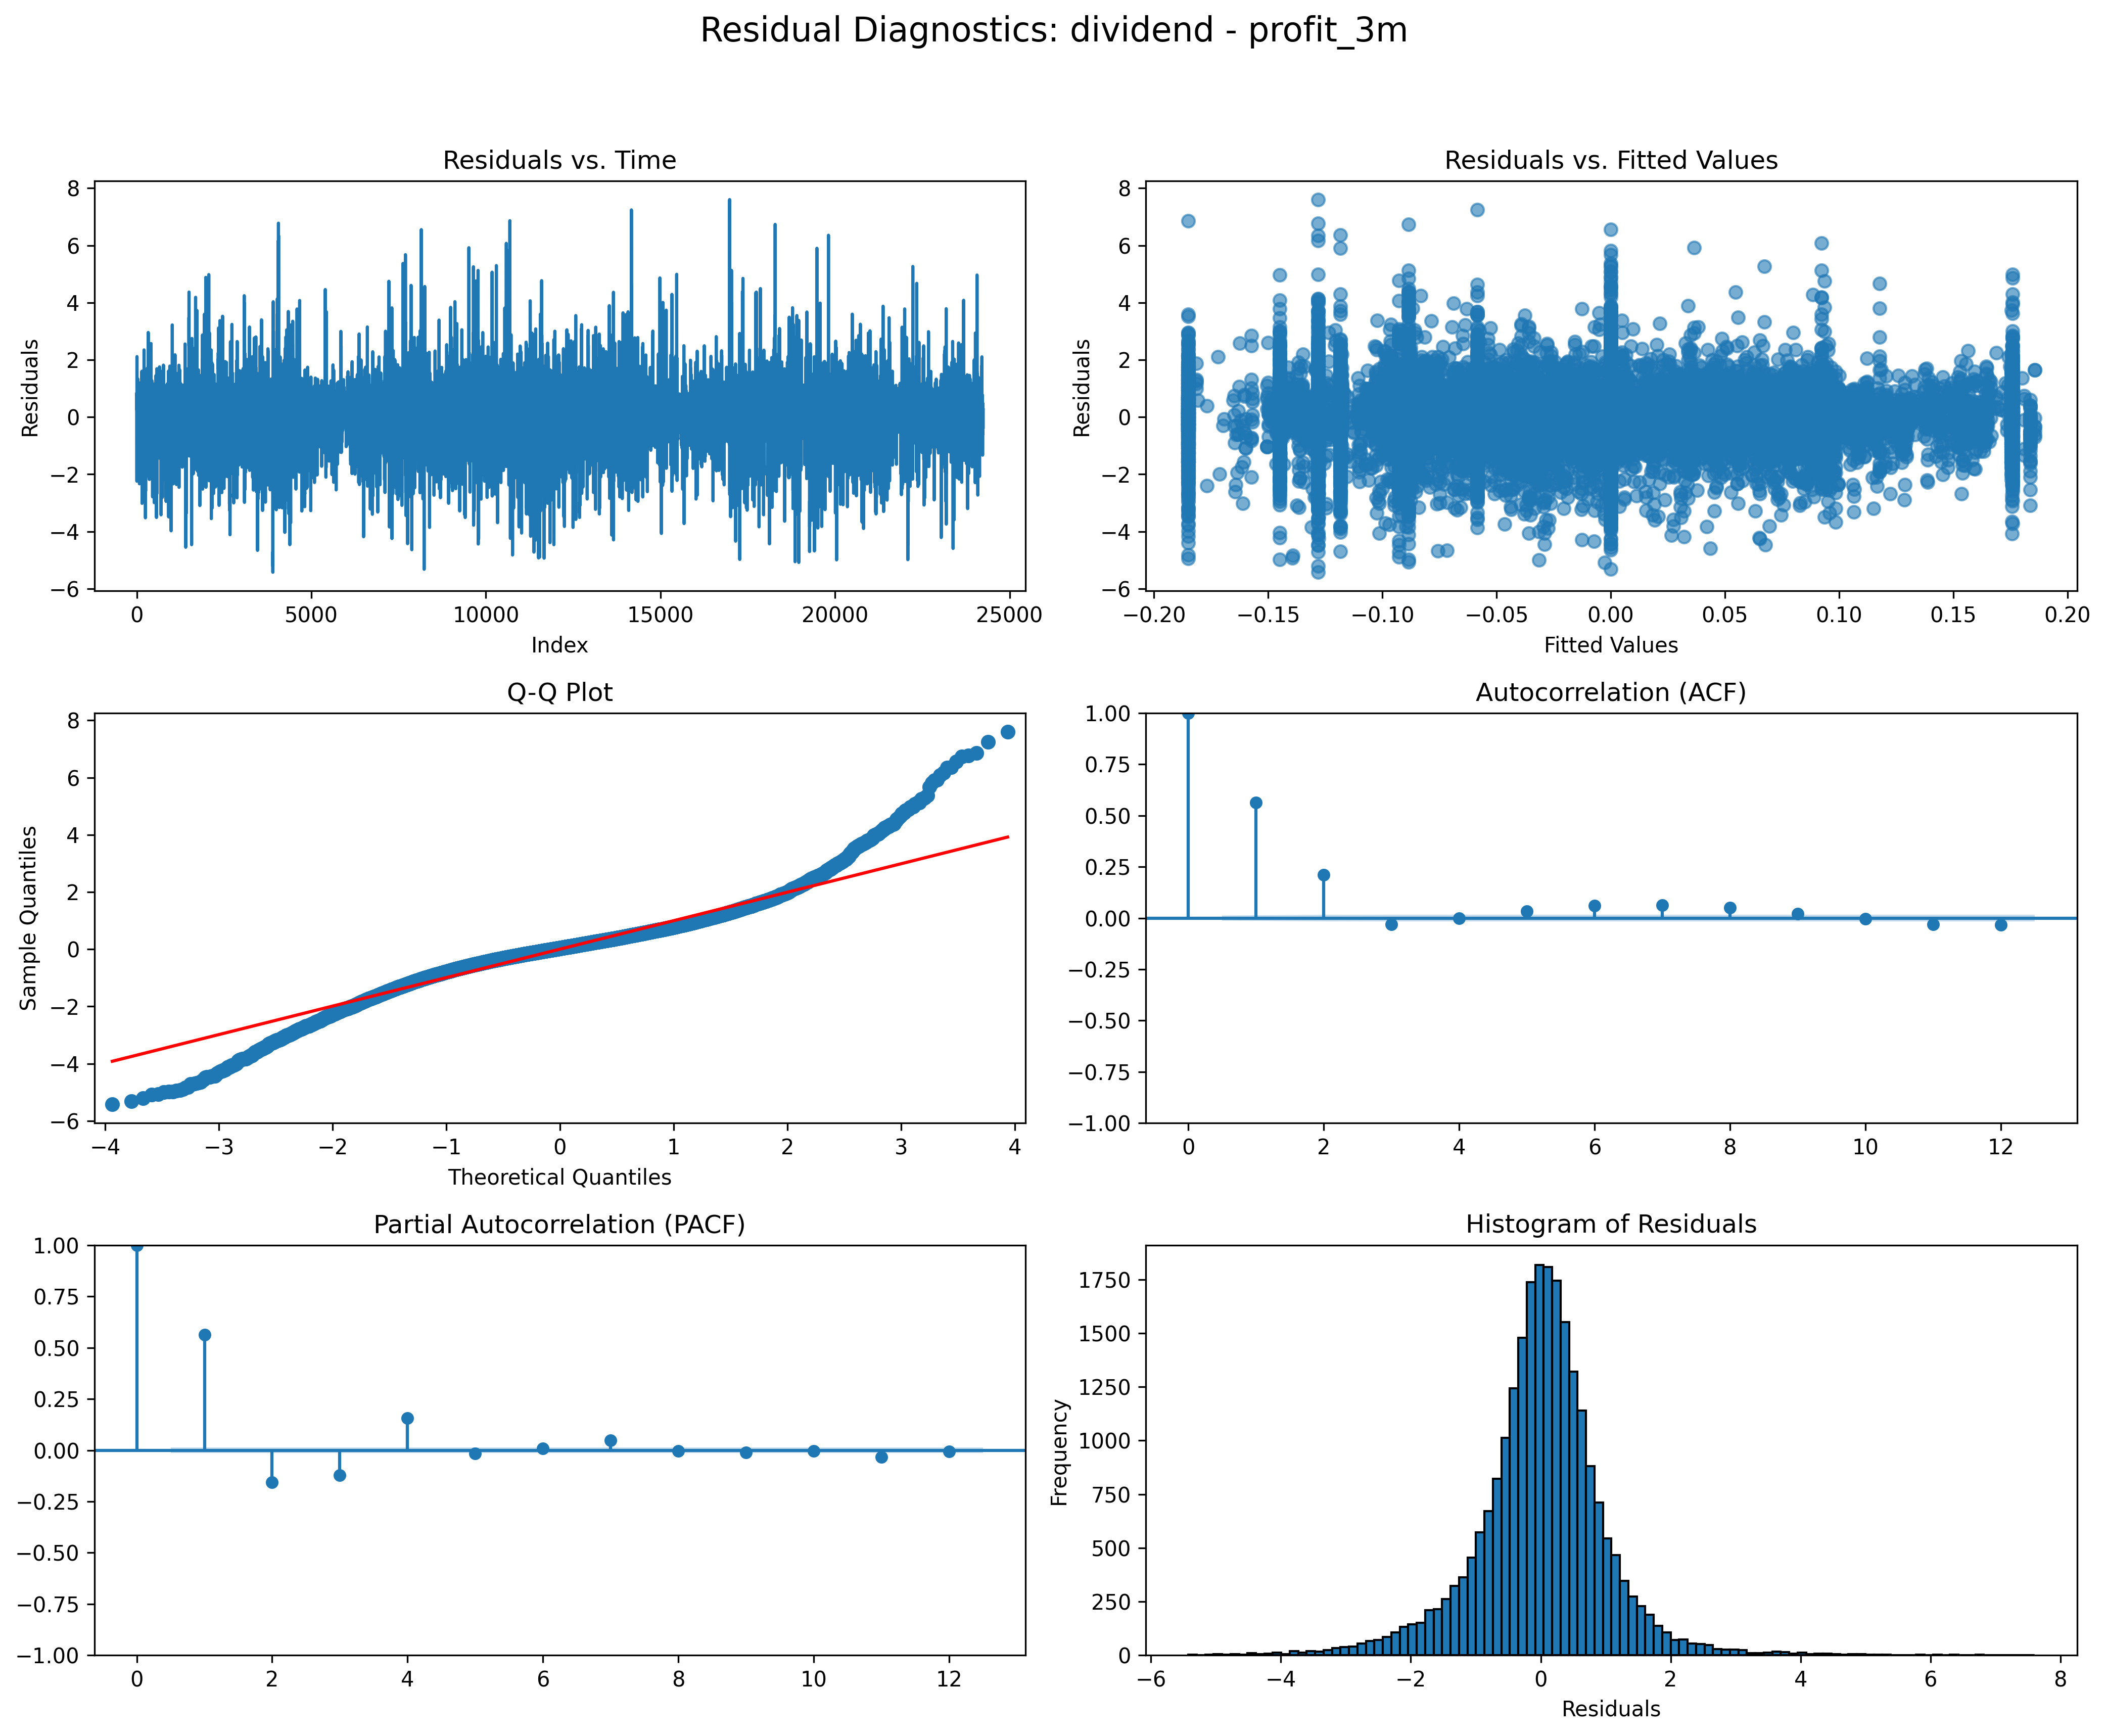 Residual Diagnostics: dividend - profit_3m
Residuals vs. Time
8
6
4
2
0
−2
−4
−6
Residuals
0 5000 10000 15000 20000 25000
Index
Residuals vs. Fitted Values
8
6
4
2
0
−2
−4
−6
Residuals
−0.20 −0.15 −0.10 −0.05 0.00 0.05 0.10 0.15 0.20
Fitted Values
Q-Q Plot
8
6
4
2
0
−2
−4
−6
Sample Quantiles
−4 −3 −2 −1 0 1 2 3 4
Theoretical Quantiles
Autocorrelation (ACF)
1.00
0.75
0.50
0.25
0.00
−0.25
−0.50
−0.75
−1.00
0 2 4 6 8 10 12
Partial Autocorrelation (PACF)
1.00
0.75
0.50
0.25
0.00
−0.25
−0.50
−0.75
−1.00
0 2 4 6 8 10 12
Histogram of Residuals
1750
1500
1250
1000
750
500
250
0
Frequency
−6 −4 −2 0 2 4 6 8
Residuals